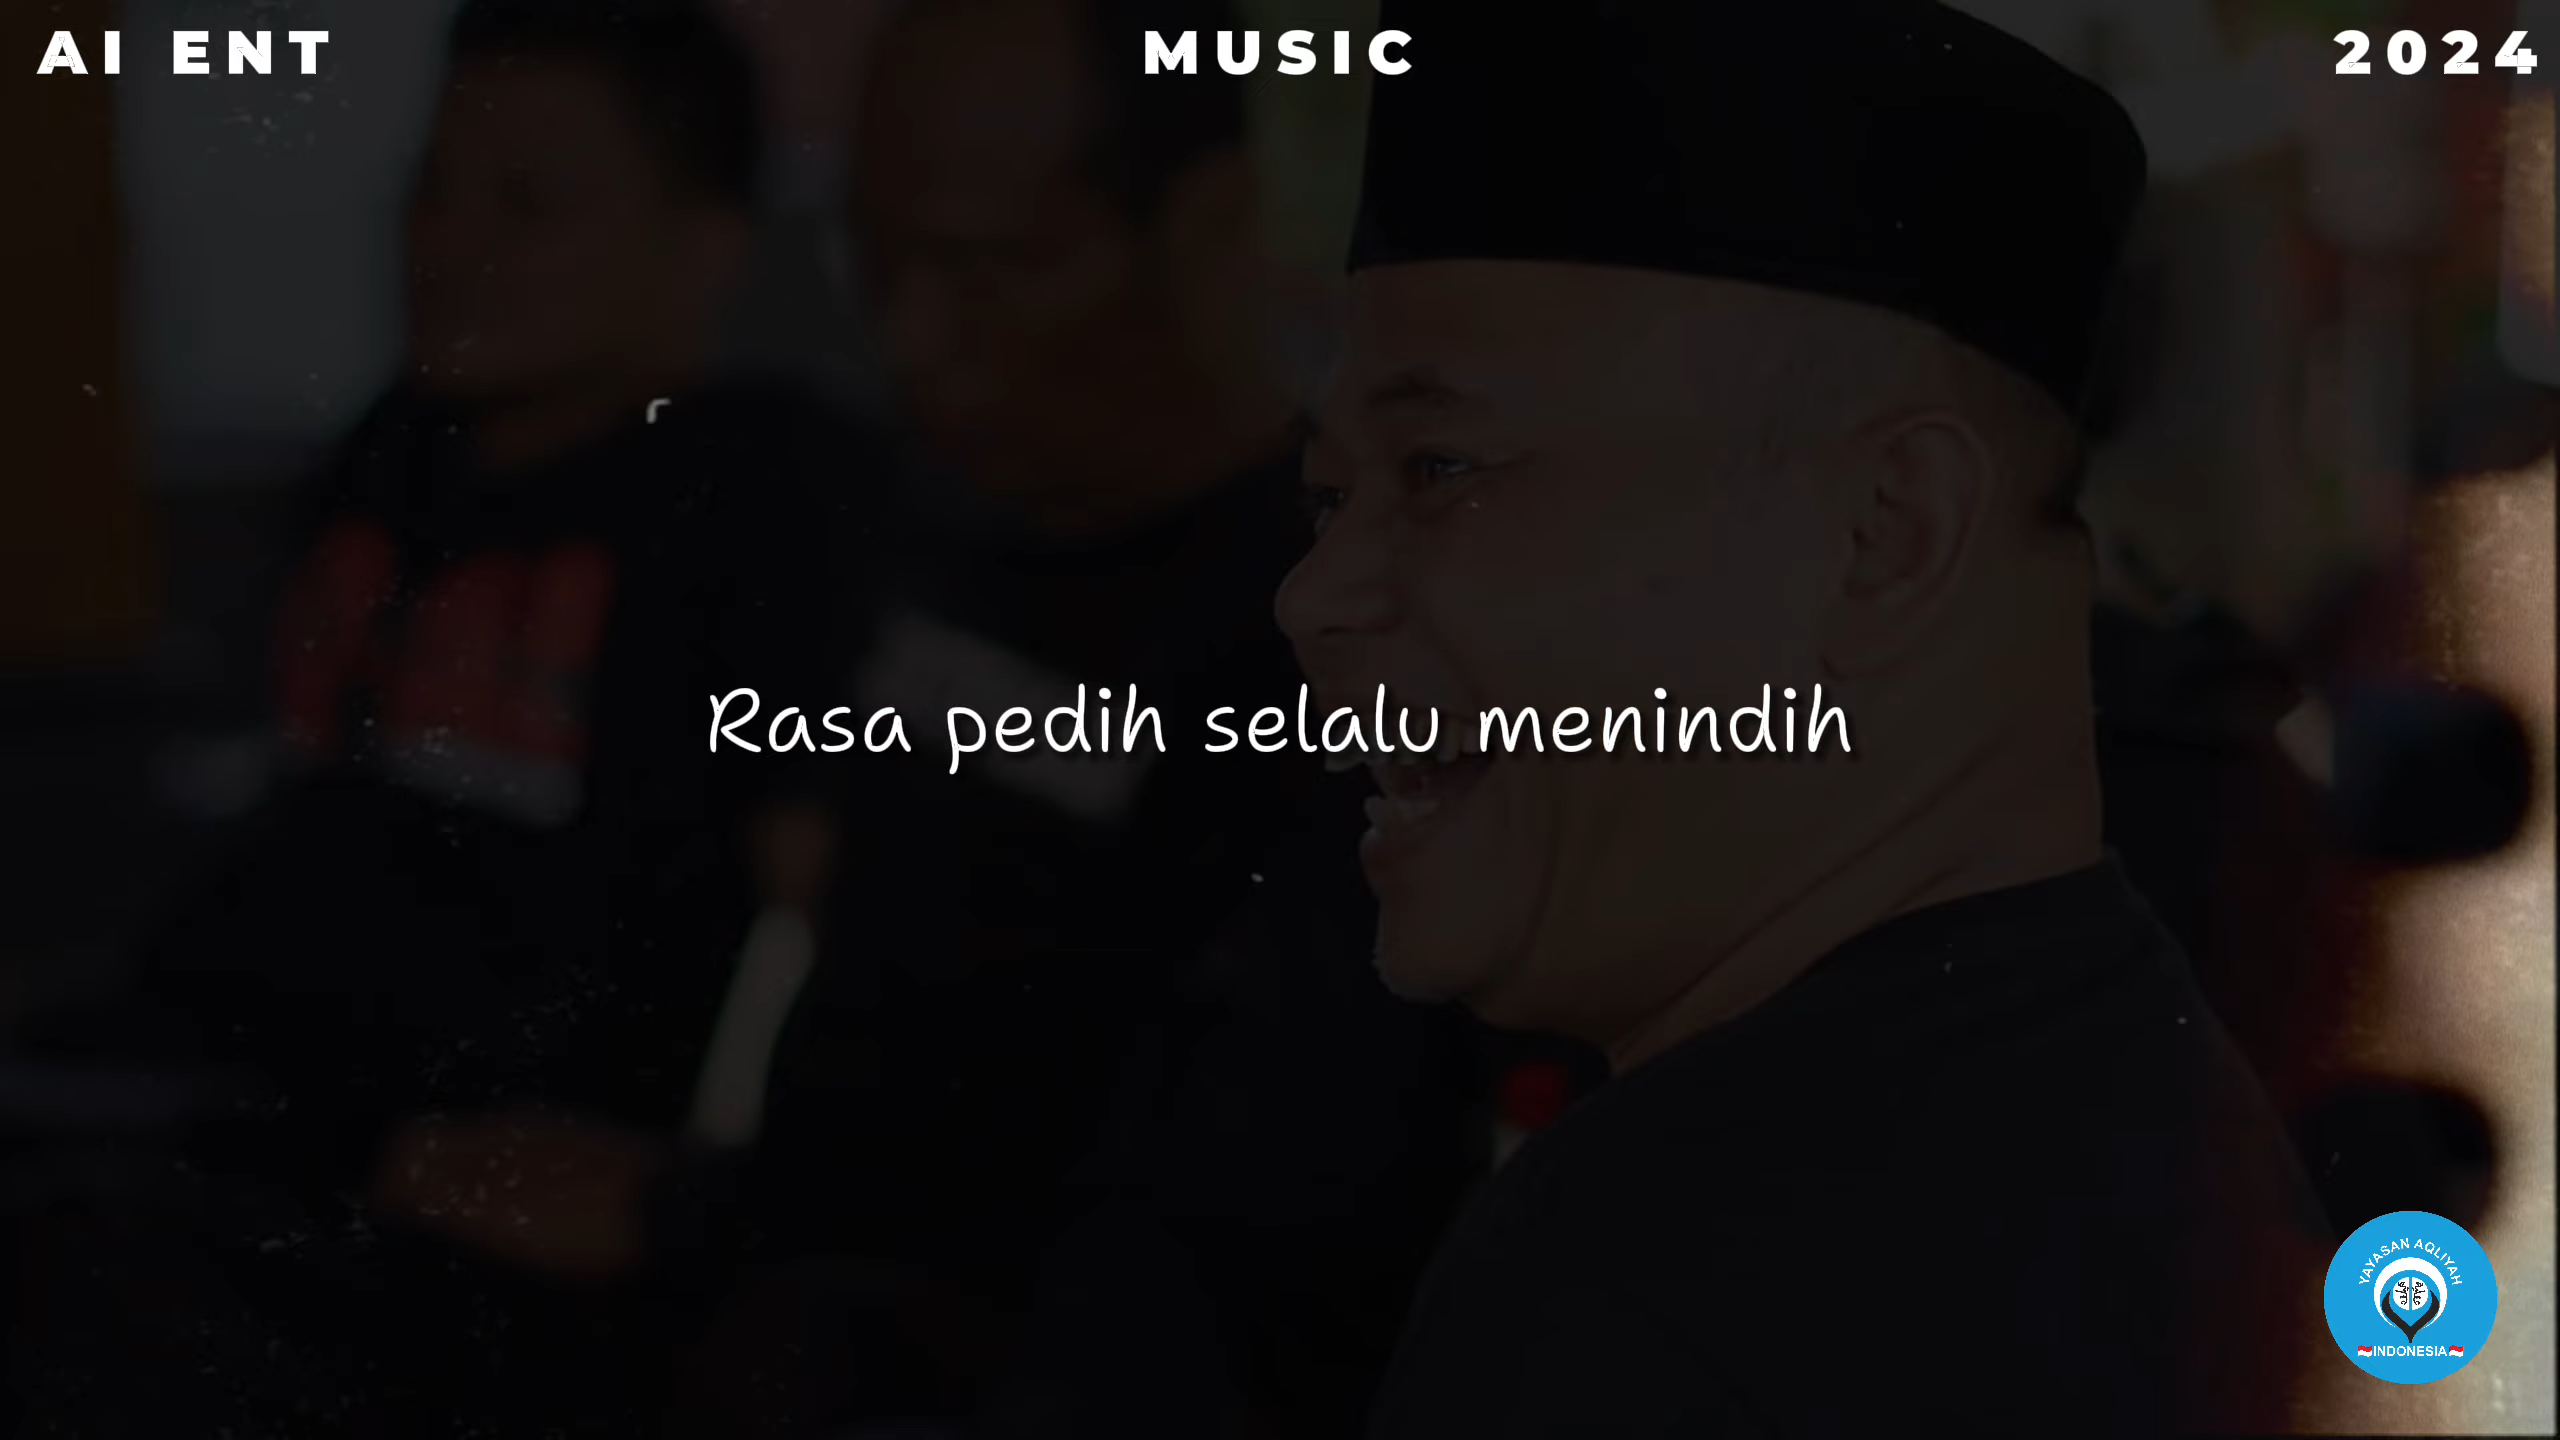 AI ENT
MUSIC
2024
Rasa pedih selalu menindih
YAYASAN AQLIYAH
INDONESIA